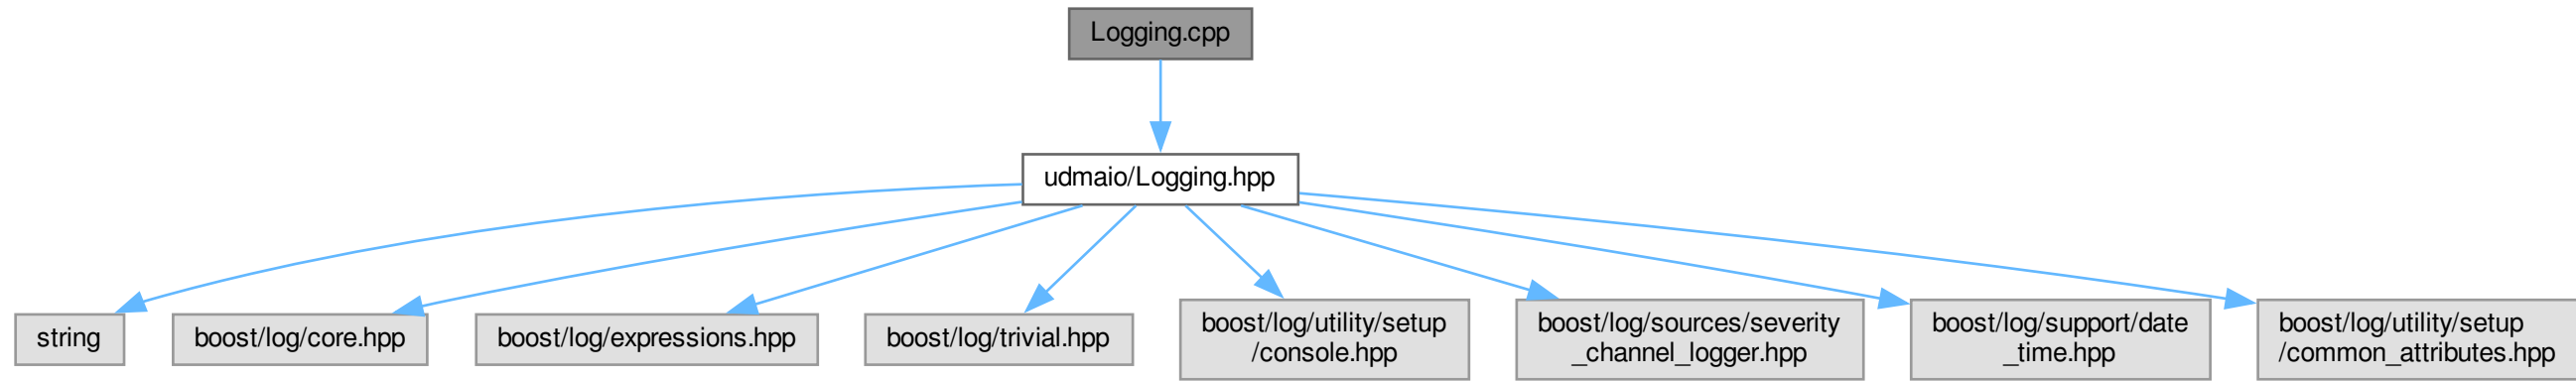 Logging.cpp
udmaio/Logging.hpp
string
boost/log/core.hpp
boost/log/expressions.hpp
boost/log/trivial.hpp
boost/log/utility/setup
/console.hpp
boost/log/sources/severity
_channel_logger.hpp
boost/log/support/date
_time.hpp
boost/log/utility/setup
/common_attributes.hpp